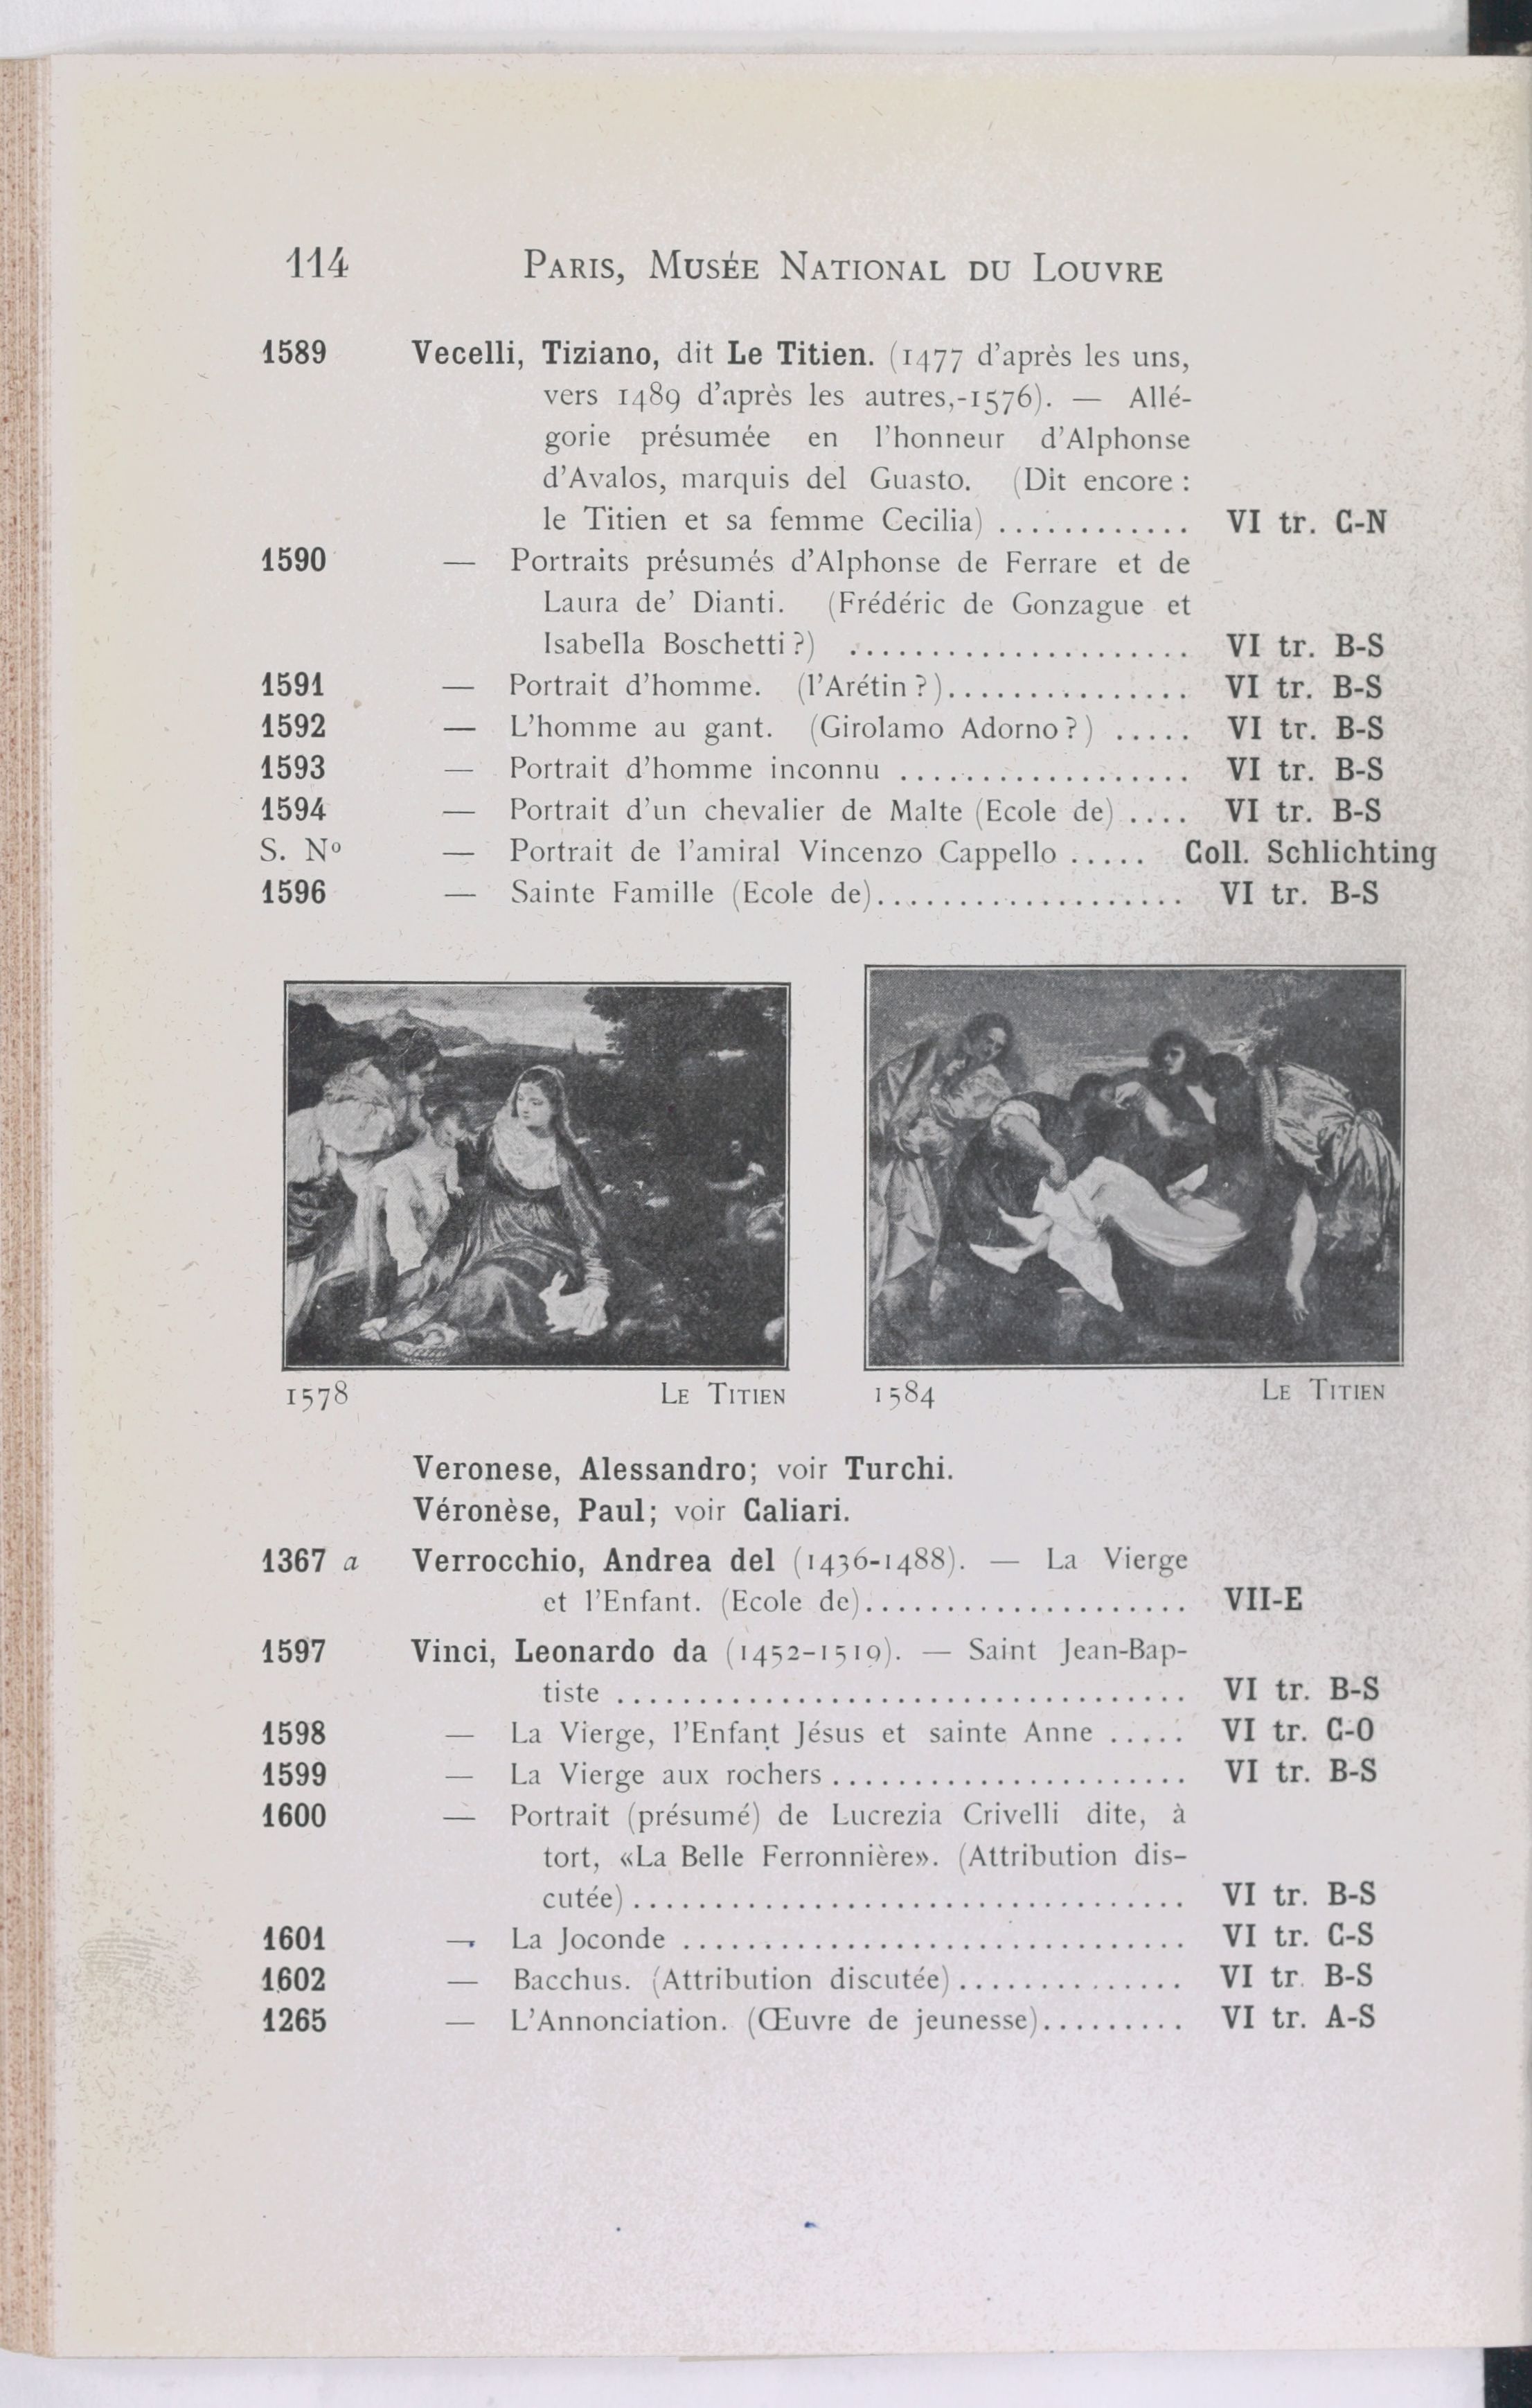 114 PARIS, MUSÉE NATIONAL DU LOUVRE
1589 Vecelli, Tiziano, dit Le Titien. (1477 d'après les uns,
vers 1489 d'après les autres,-1576). — Allé-
gorie présumée en l'honneur d'Alphonse
d'Avalos, marquis del Guasto. (Dit encore :
le Titien et sa femme Cecilia) ............ VI tr. C-N
1590 — Portraits présumés d'Alphonse de Ferrare et de
Laura de' Dianti. (Frédéric de Gonzague et
Isabella Boschetti?) ..................... VI tr. B-S
1591 — Portrait d'homme. (l'Arétin?)............... VI tr. B-S
1592 — L'homme au gant. (Girolamo Adorno?) ..... VI tr. B-S
1593 — Portrait d'homme inconnu .................. VI tr. B-S
1594 — Portrait d'un chevalier de Malte (Ecole de) .... VI tr. B-S
S. Nº — Portrait de l'amiral Vincenzo Cappello ..... Coll. Schlichting
1596 — Sainte Famille (Ecole de)................... VI tr. B-S
1578 LE TITIEN
1584 LE TITIEN
Veronese, Alessandro; voir Turchi.
Véronèse, Paul; voir Caliari.
1367 a Verrocchio, Andrea del (1436-1488). — La Vierge
et l'Enfant. (Ecole de).................... VII-E
1597 Vinci, Leonardo da (1452-1519). — Saint Jean-Bap-
tiste ................................... VI tr. B-S
1598 — La Vierge, l'Enfant Jésus et sainte Anne ..... VI tr. C-O
1599 — La Vierge aux rochers...................... VI tr. B-S
1600 — Portrait (présumé) de Lucrezia Crivelli dite, à
tort, «La Belle Ferronnière». (Attribution dis-
cutée).................................. VI tr. B-S
1601 — La Joconde ............................... VI tr. C-S
1602 — Bacchus. (Attribution discutée).............. VI tr. B-S
1265 — L'Annonciation. (Œuvre de jeunesse)......... VI tr. A-S